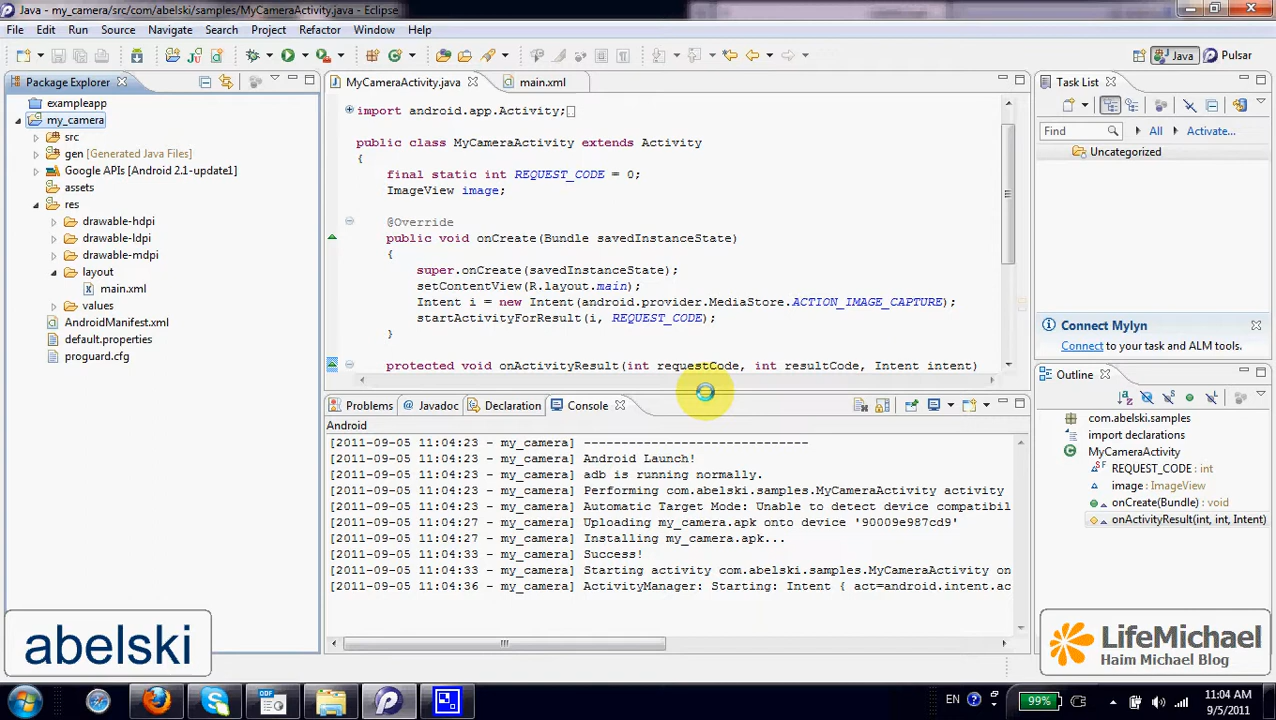 Java - my_camera/src/com/abelski/samples/MyCameraActivity.java - Eclipse
File Edit Run Source Navigate Search Project Refactor Window Help
Java Pulsar
Package Explorer
exampleapp
my_camera
src
gen [Generated Java Files]
Google APIs [Android 2.1-update1]
assets
res
drawable-hdpi
drawable-ldpi
drawable-mdpi
layout
main.xml
values
AndroidManifest.xml
default.properties
proguard.cfg
MyCameraActivity.java main.xml
import android.app.Activity;
public class MyCameraActivity extends Activity
{
final static int REQUEST_CODE = 0;
ImageView image;
@Override
public void onCreate(Bundle savedInstanceState)
{
super.onCreate(savedInstanceState);
setContentView(R.layout.main);
Intent i = new Intent(android.provider.MediaStore.ACTION_IMAGE_CAPTURE);
startActivityForResult(i, REQUEST_CODE);
}
protected void onActivityResult(int requestCode, int resultCode, Intent intent)
Problems Javadoc Declaration Console
Android
[2011-09-05 11:04:23 - my_camera] ------------------------------
[2011-09-05 11:04:23 - my_camera] Android Launch!
[2011-09-05 11:04:23 - my_camera] adb is running normally.
[2011-09-05 11:04:23 - my_camera] Performing com.abelski.samples.MyCameraActivity activity
[2011-09-05 11:04:23 - my_camera] Automatic Target Mode: Unable to detect device compatibil
[2011-09-05 11:04:27 - my_camera] Uploading my_camera.apk onto device '90009e987cd9'
[2011-09-05 11:04:27 - my_camera] Installing my_camera.apk...
[2011-09-05 11:04:33 - my_camera] Success!
[2011-09-05 11:04:33 - my_camera] Starting activity com.abelski.samples.MyCameraActivity on
[2011-09-05 11:04:36 - my_camera] ActivityManager: Starting: Intent { act=android.intent.ac
Task List
Find All Activate...
Uncategorized
Connect Mylyn
Connect to your task and ALM tools.
Outline
com.abelski.samples
import declarations
MyCameraActivity
REQUEST_CODE : int
image : ImageView
onCreate(Bundle) : void
onActivityResult(int, int, Intent)
abelski
LifeMichael
Haim Michael Blog
ODF
EN
99%
11:04 AM
9/5/2011